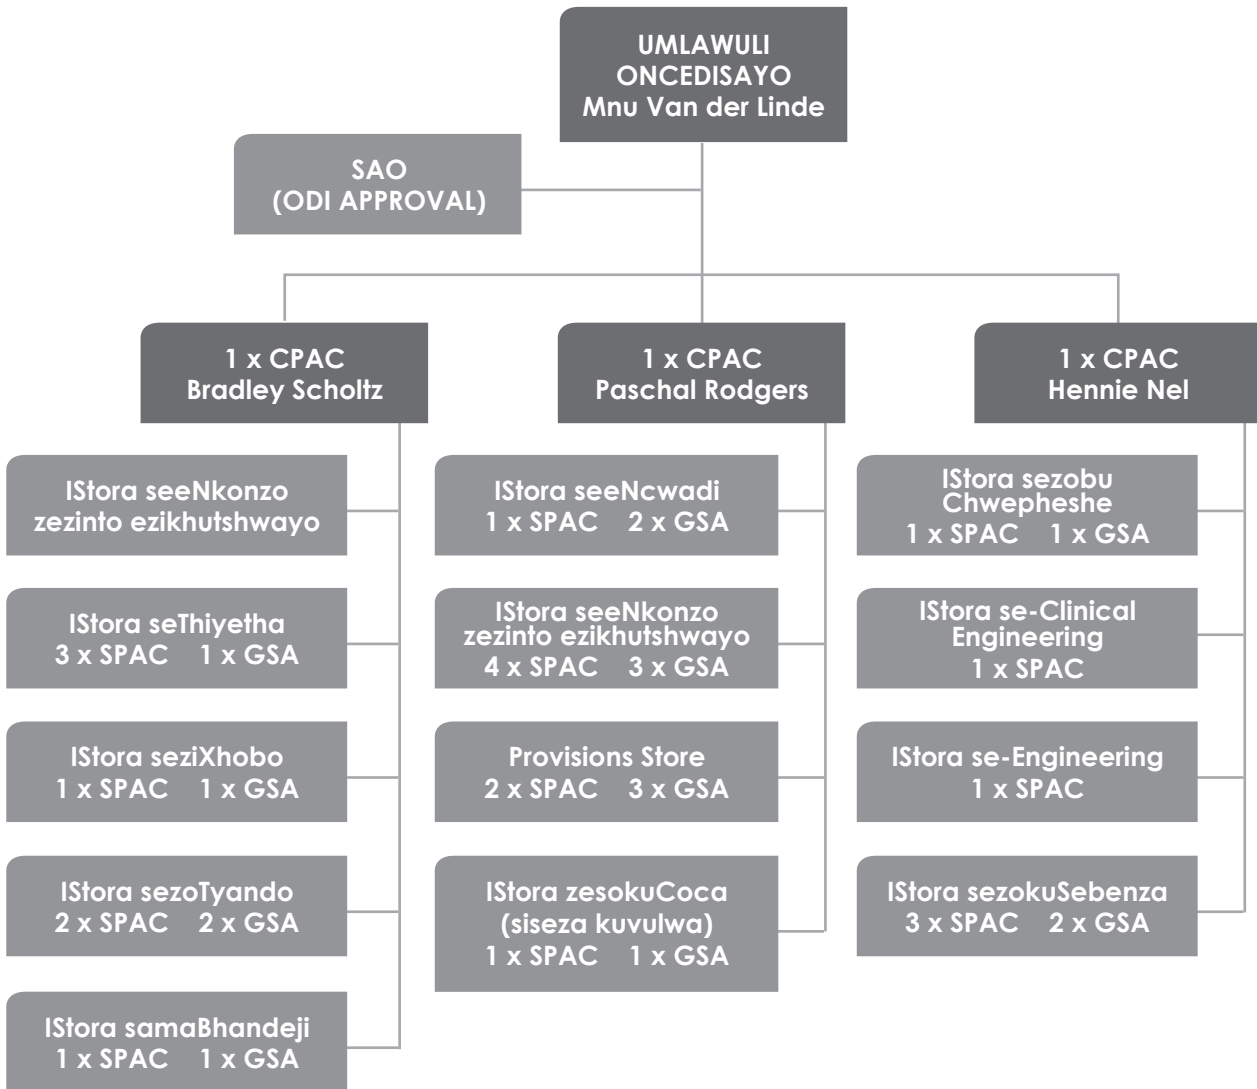 UMLAWULI
ONCEDISAYO
Mnu Van der Linde
SAO
(ODI APPROVAL)
1 x CPAC
Bradley Scholtz
1 x CPAC
Paschal Rodgers
1 x CPAC
Hennie Nel
IStora seeNkonzo
zezinto ezikhutshwayo
IStora seThiyetha
3 x SPAC 1 x GSA
IStora seziXhobo
1 x SPAC 1 x GSA
IStora sezoTyando
2 x SPAC 2 x GSA
IStora samaBhandeji
1 x SPAC 1 x GSA
IStora seeNcwadi
1 x SPAC 2 x GSA
IStora seeNkonzo
zezinto ezikhutshwayo
4 x SPAC 3 x GSA
Provisions Store
2 x SPAC 3 x GSA
IStora zesokuCoca
(siseza kuvulwa)
1 x SPAC 1 x GSA
IStora sezobu
Chwepheshe
1 x SPAC 1 x GSA
IStora se-Clinical
Engineering
1 x SPAC
IStora se-Engineering
1 x SPAC
IStora sezokuSebenza
3 x SPAC 2 x GSA